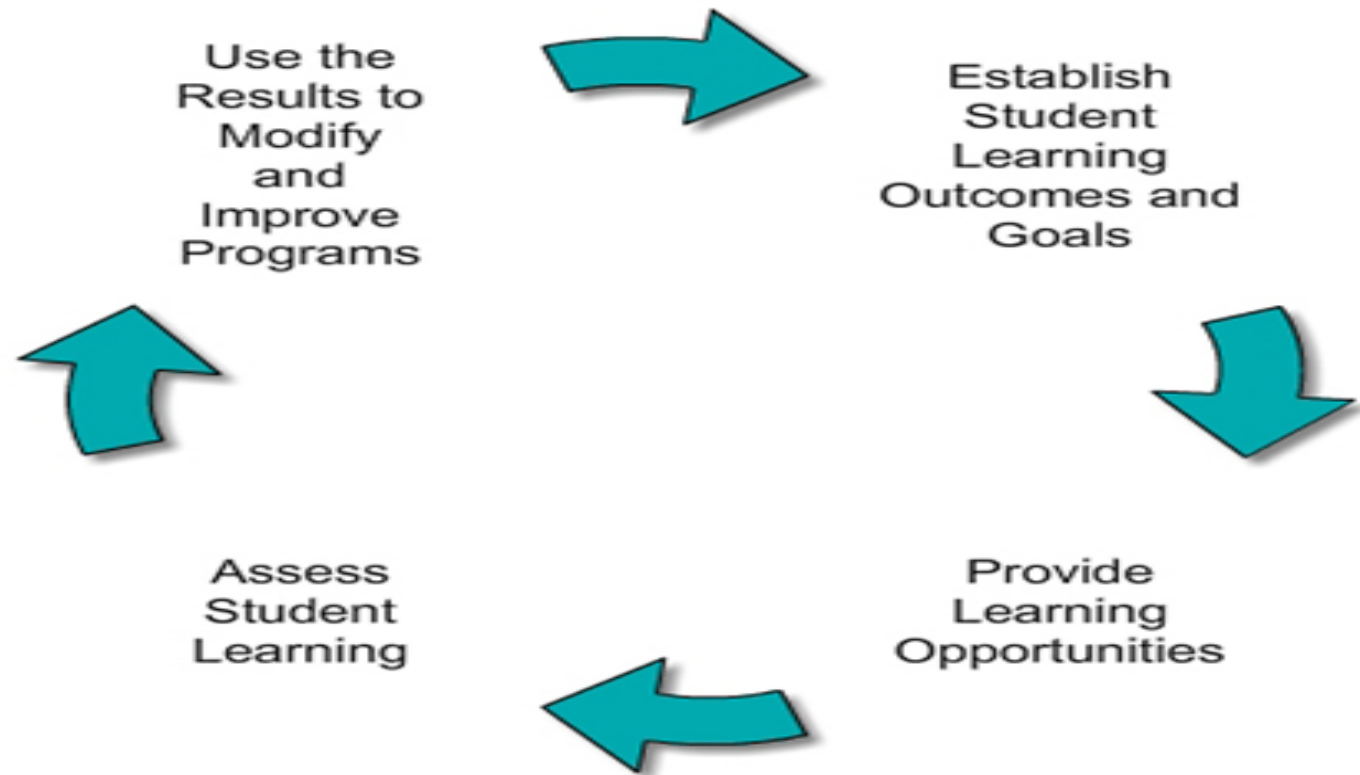 Use the
Results to
Modify
and
Improve
Programs
Establish
Student
Learning
Outcomes and
Goals
Provide
Learning
Opportunities
Assess
Student
Learning